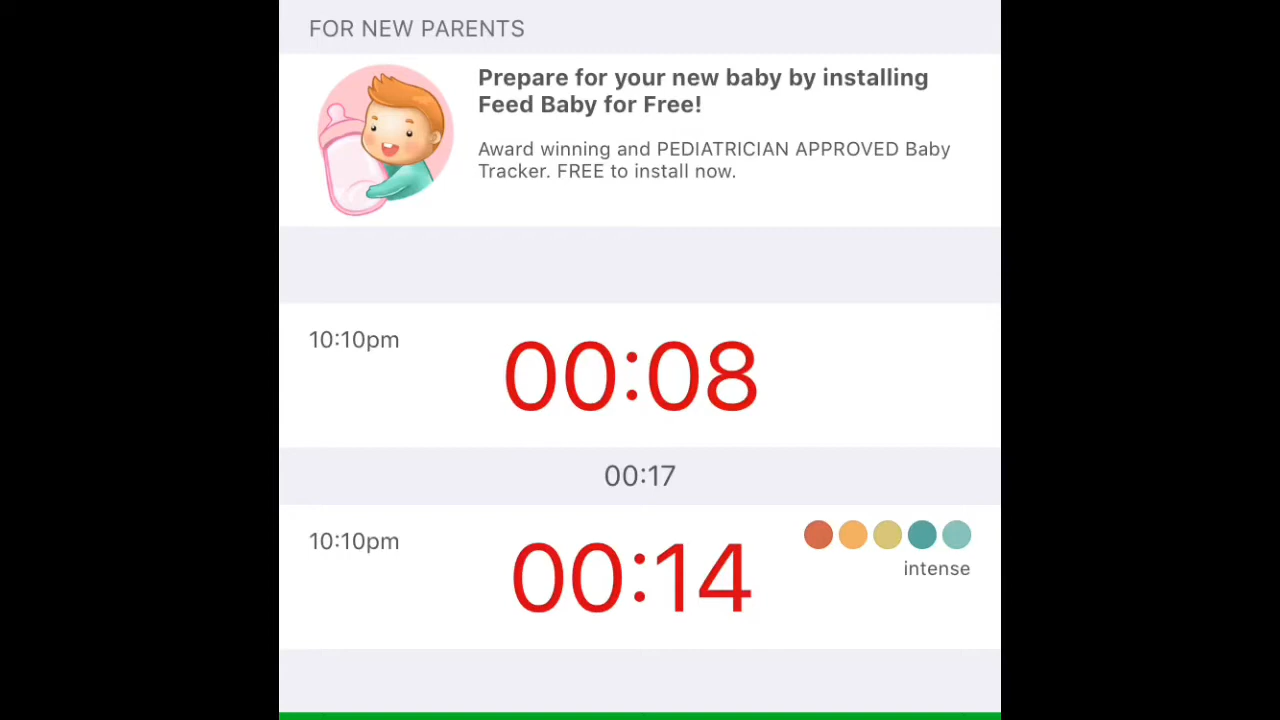 FOR NEW PARENTS
Prepare for your new baby by installing
Feed Baby for Free!
Award winning and PEDIATRICIAN APPROVED Baby
Tracker. FREE to install now.
10:10pm
00:08
00:17
10:10pm
00:14
intense